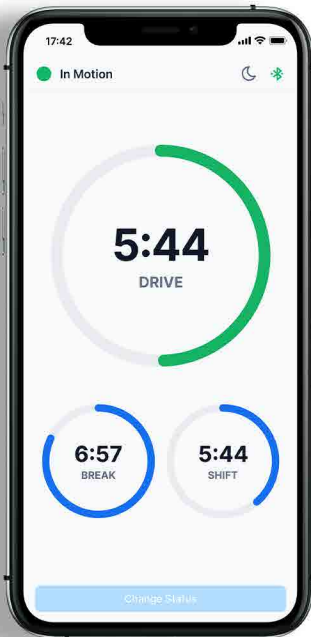 17:42
In Motion
5:44
DRIVE
6:57
BREAK
5:44
SHIFT
Change Status